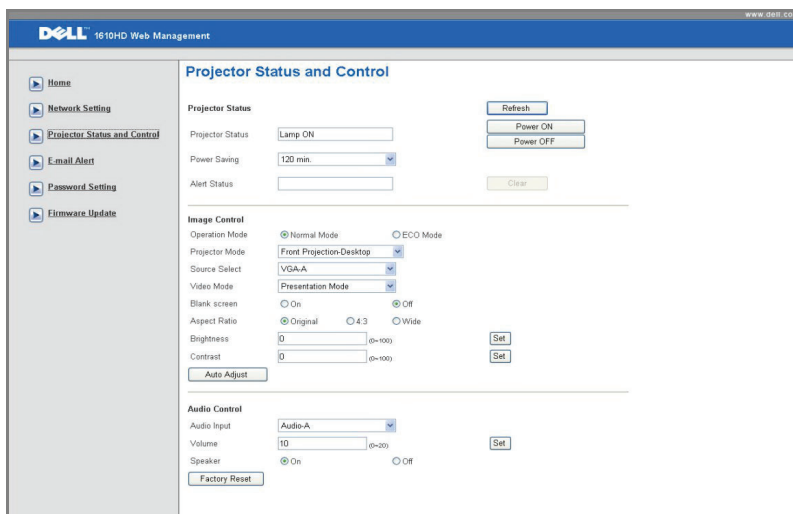 www.dell.co
DELL™ 1610HD Web Management
Home
Network Setting
Projector Status and Control
E-mail Alert
Password Setting
Firmware Update
Projector Status and Control
Projector Status Refresh
Power ON
Projector Status Lamp ON
Power OFF
Power Saving 120 min.
Alert Status Clear
Image Control
Operation Mode Normal Mode ECO Mode
Projector Mode Front Projection-Desktop
Source Select VGA-A
Video Mode Presentation Mode
Blank screen On Off
Aspect Ratio Original 4:3 Wide
Brightness 0 (0~100) Set
Contrast 0 (0~100) Set
Auto Adjust
Audio Control
Audio Input Audio-A
Volume 10 (0~20) Set
Speaker On Off
Factory Reset